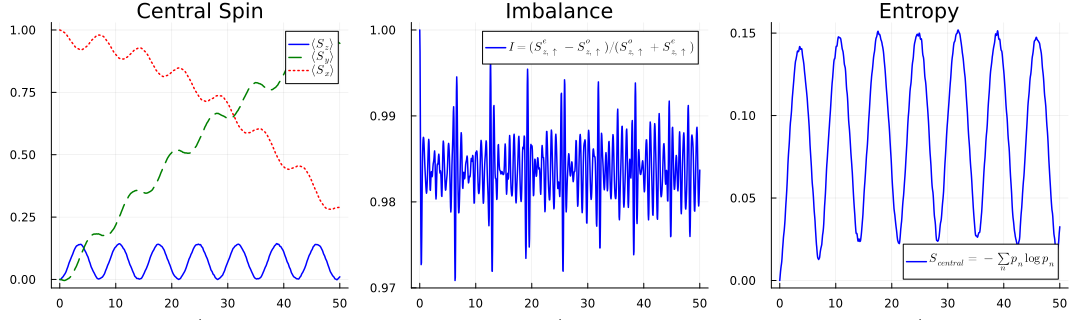 Central Spin
1.00
0.75
0.50
0.25
0.00
0 10 20 30 40 50
⟨S_z⟩
⟨S_y⟩
⟨S_x⟩
Imbalance
1.00
0.99
0.98
0.97
0 10 20 30 40 50
I = (S^e_{z,↑} − S^o_{z,↑})/(S^o_{z,↑} + S^e_{z,↑})
Entropy
0.15
0.10
0.05
0.00
0 10 20 30 40 50
S_{central} = −∑_n p_n log p_n